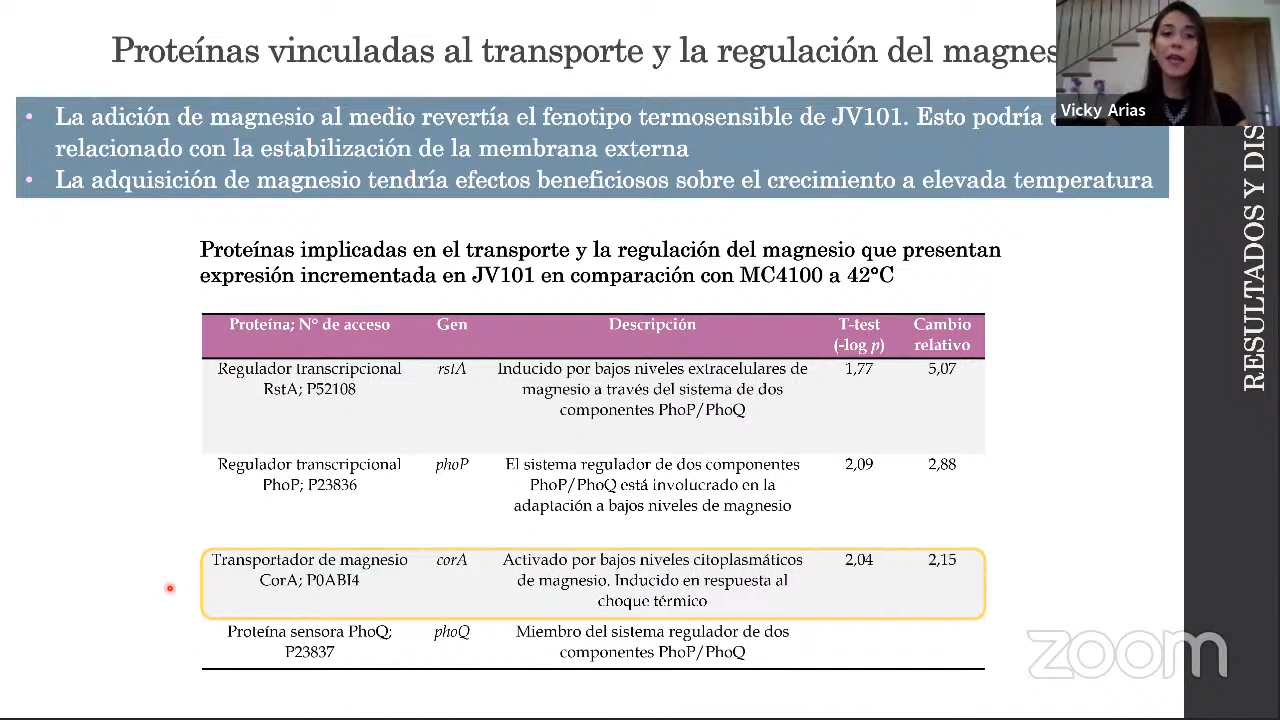 Proteínas vinculadas al transporte y la regulación del
Vicky Arias
• La adición de magnesio al medio revertía el fenotipo termosensible de JV101. Esto podría
relacionado con la estabilización de la membrana externa
• La adquisición de magnesio tendría efectos beneficiosos sobre el crecimiento a elevada temperatura
RESULTADOS Y
Proteínas implicadas en el transporte y la regulación del magnesio que presentan
expresión incrementada en JV101 en comparación con MC4100 a 42°C
Proteína; N° de acceso Gen Descripción T-test Cambio
(-log p) relativo
Regulador transcripcional rstA Inducido por bajos niveles extracelulares de 1,77 5,07
RstA; P52108 magnesio a través del sistema de dos
componentes PhoP/PhoQ
Regulador transcripcional phoP El sistema regulador de dos componentes 2,09 2,88
PhoP; P23836 PhoP/PhoQ está involucrado en la
adaptación a bajos niveles de magnesio
Transportador de magnesio corA Activado por bajos niveles citoplasmáticos 2,04 2,15
CorA; P0ABI4 de magnesio. Inducido en respuesta al
choque térmico
Proteína sensora PhoQ; phoQ Miembro del sistema regulador de dos
P23837 componentes PhoP/PhoQ
zoom